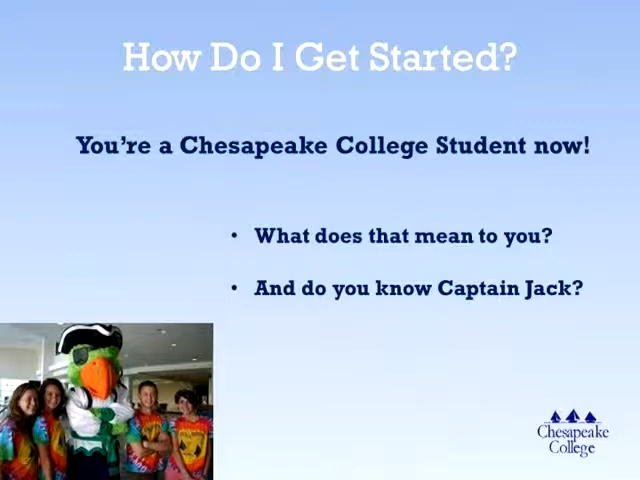 How Do I Get Started?
You're a Chesapeake College Student now!
• What does that mean to you?
• And do you know Captain Jack?
Chesapeake
College